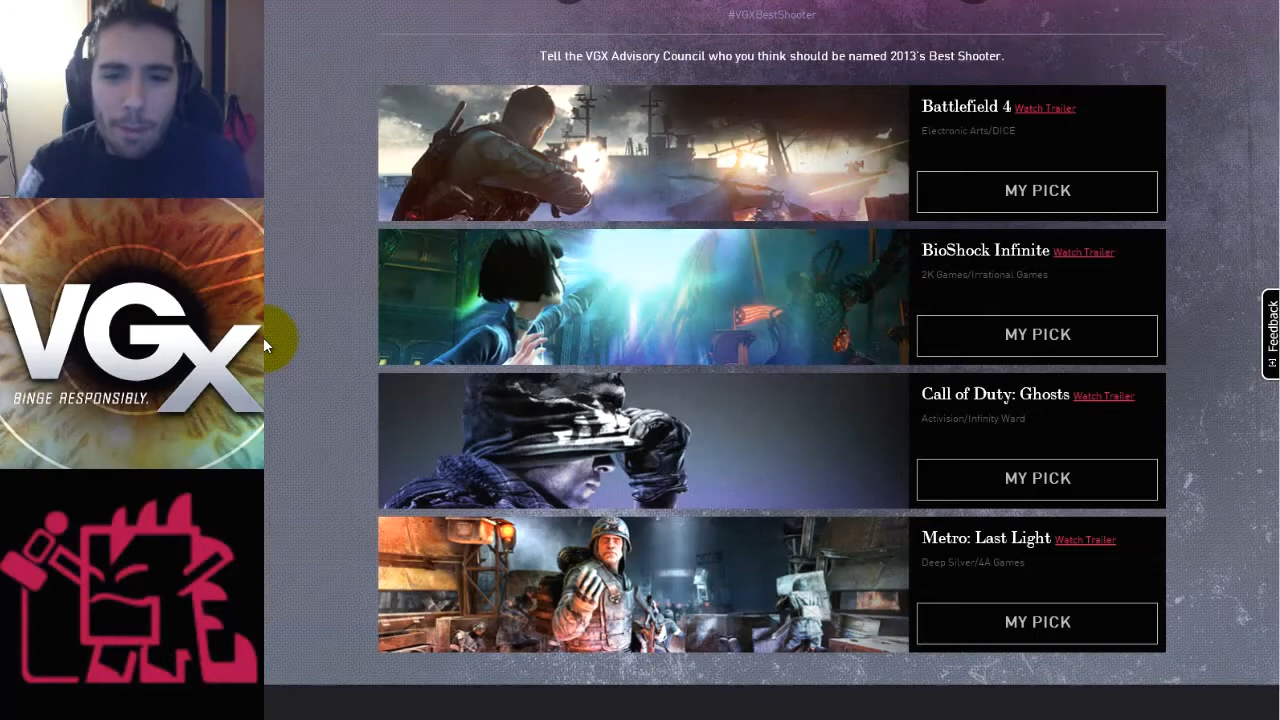 #VGXBestShooter
Tell the VGX Advisory Council who you think should be named 2013's Best Shooter.
Battlefield 4 Watch Trailer
Electronic Arts/DICE
MY PICK
BioShock Infinite Watch Trailer
2K Games/Irrational Games
MY PICK
Call of Duty: Ghosts Watch Trailer
Activision/Infinity Ward
MY PICK
Metro: Last Light Watch Trailer
Deep Silver/4A Games
MY PICK
VGX
BINGE RESPONSIBLY.
[+] Feedback